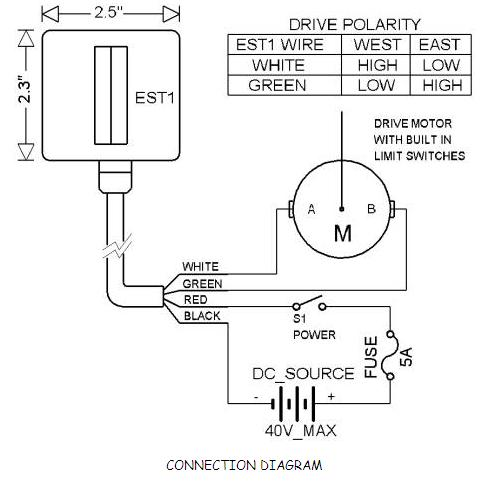 2.5"
DRIVE POLARITY
EST1 WIRE WEST EAST
WHITE HIGH LOW
GREEN LOW HIGH
2.3"
EST1
DRIVE MOTOR
WITH BUILT IN
LIMIT SWITCHES
A B
M
WHITE
GREEN
RED
BLACK
S1
POWER
FUSE
5A
DC_SOURCE
- +
40V_MAX
CONNECTION DIAGRAM